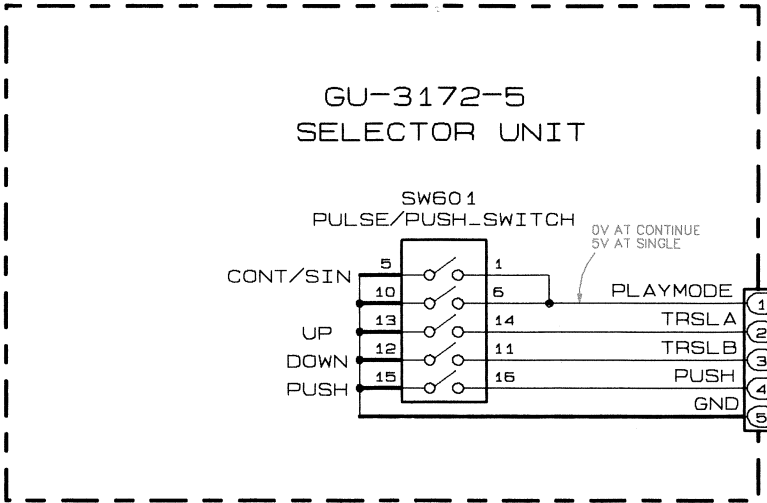 GU-3172-5
SELECTOR UNIT
SW601
PULSE/PUSH_SWITCH
0V AT CONTINUE
5V AT SINGLE
CONT/SIN 5 1
10 6 PLAYMODE 1
UP 13 14 TRSLA 2
DOWN 12 11 TRSLB 3
PUSH 15 16 PUSH 4
GND 5